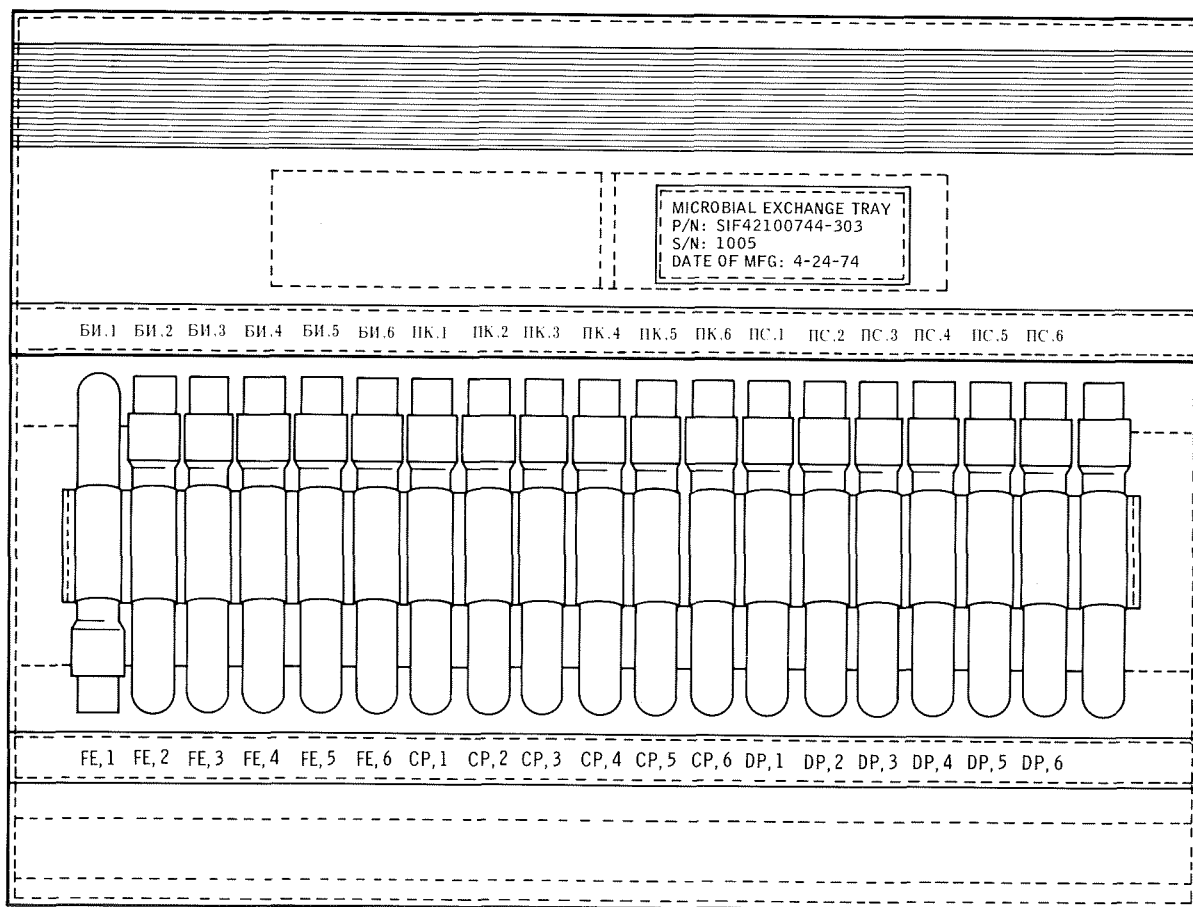 MICROBIAL EXCHANGE TRAY
P/N: SIF42100744-303
S/N: 1005
DATE OF MFG: 4-24-74
БИ.1 БИ.2 БИ.3 БИ.4 БИ.5 БИ.6 ПК.1 ПК.2 ПК.3 ПК.4 ПК.5 ПК.6 ПС.1 ПС.2 ПС.3 ПС.4 ПС.5 ПС.6
FE,1 FE,2 FE,3 FE,4 FE,5 FE,6 CP,1 CP,2 CP,3 CP,4 CP,5 CP,6 DP,1 DP,2 DP,3 DP,4 DP,5 DP,6